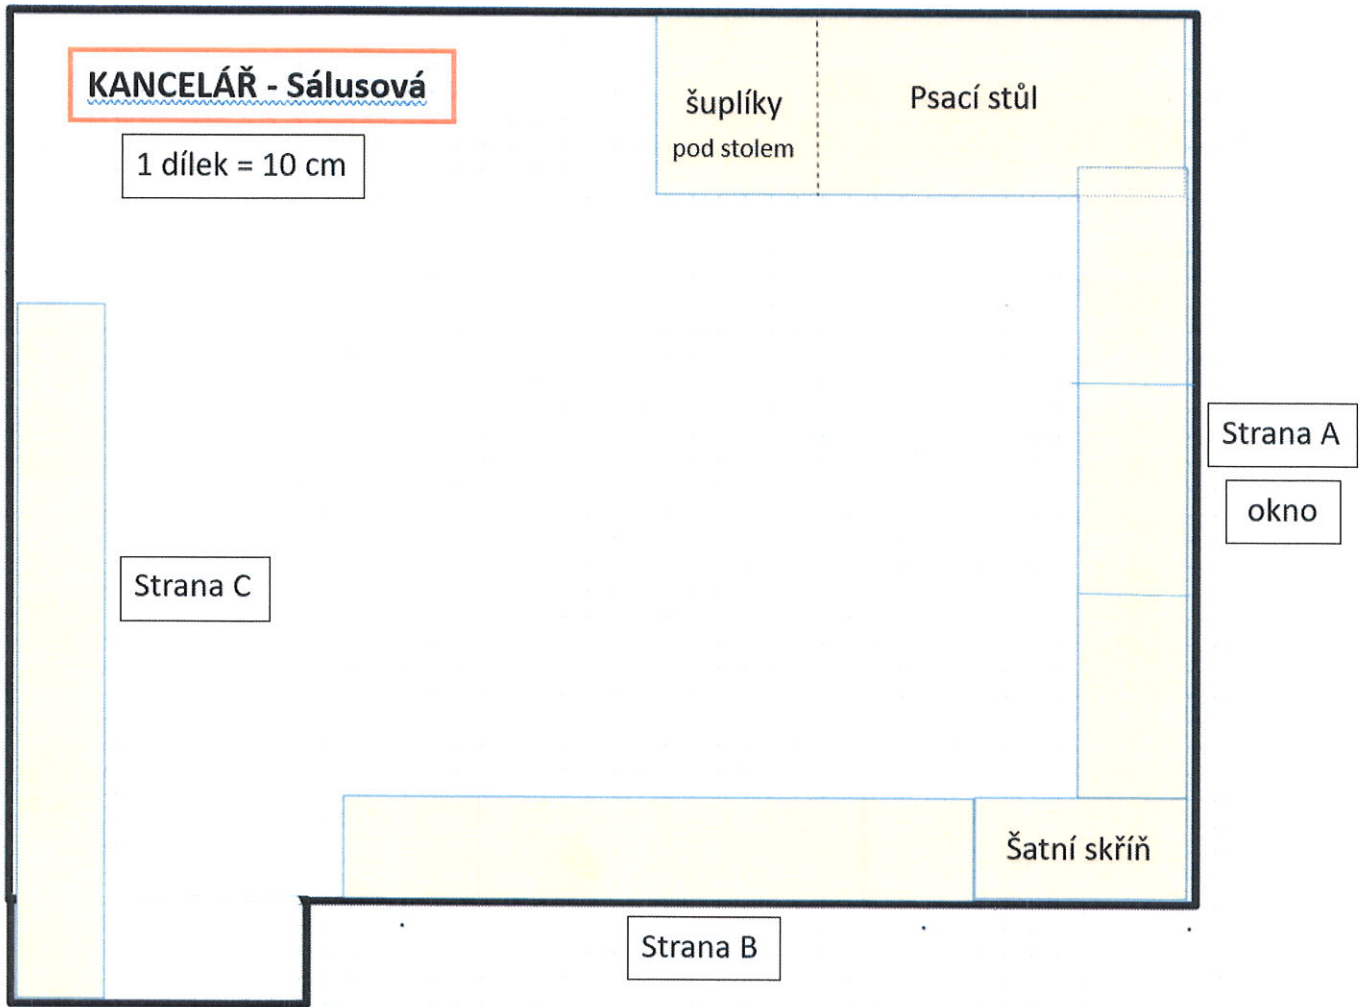 KANCELÁŘ - Sálusová
1 dílek = 10 cm
šuplíky
pod stolem
Psací stůl
Strana A
okno
Strana C
Šatní skříň
Strana B